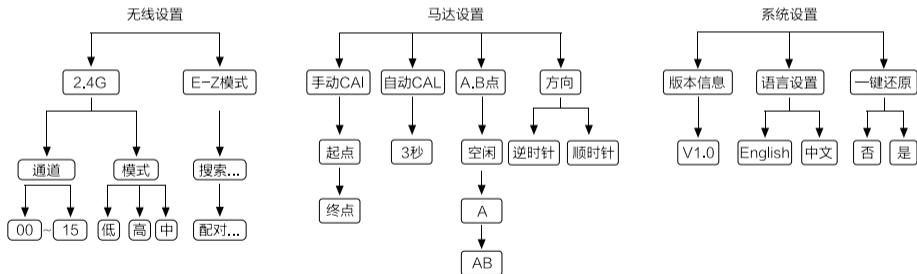 无线设置
2.4G
E-Z模式
通道
模式
搜索...
00~15
低
高
中
配对...
马达设置
手动CAl
自动CAL
A.B点
方向
起点
3秒
空闲
逆时针
顺时针
终点
A
AB
系统设置
版本信息
语言设置
一键还原
V1.0
English
中文
否
是